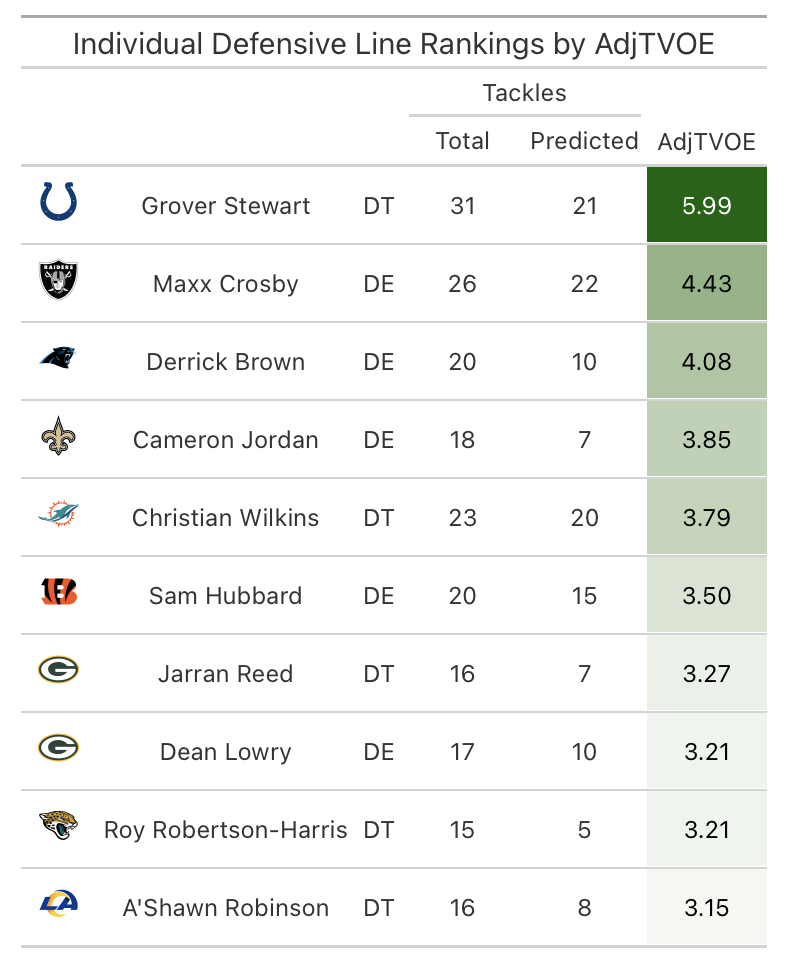 Individual Defensive Line Rankings by AdjTVOE
Tackles
Total Predicted AdjTVOE
Grover Stewart DT 31 21 5.99
RAIDERS Maxx Crosby DE 26 22 4.43
Derrick Brown DE 20 10 4.08
Cameron Jordan DE 18 7 3.85
Christian Wilkins DT 23 20 3.79
Sam Hubbard DE 20 15 3.50
G Jarran Reed DT 16 7 3.27
G Dean Lowry DE 17 10 3.21
Roy Robertson-Harris DT 15 5 3.21
LA A'Shawn Robinson DT 16 8 3.15